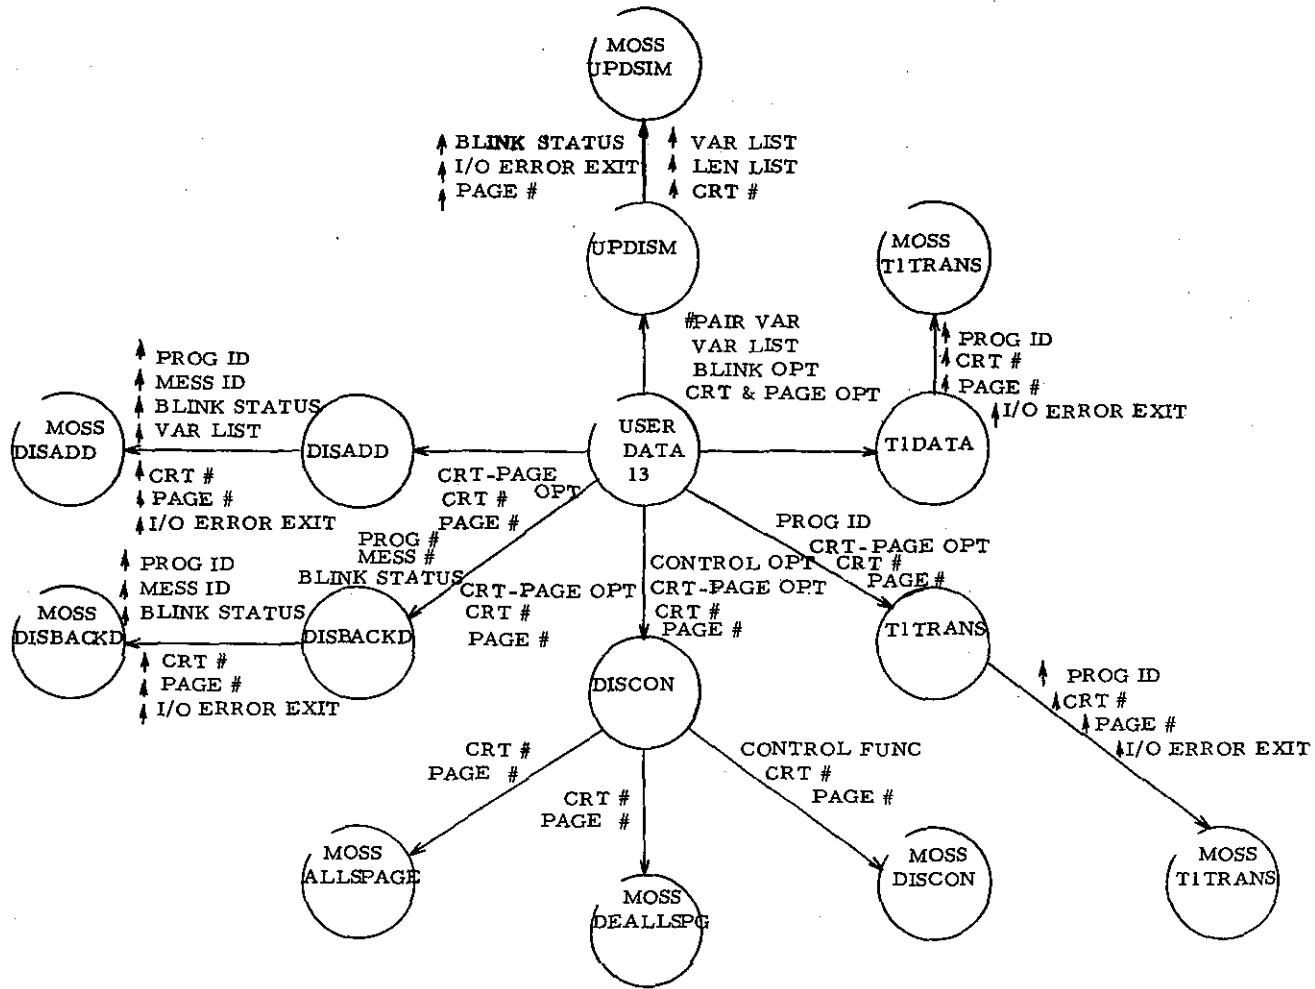 MOSS
UPDSIM
BLINK STATUS
I/O ERROR EXIT
PAGE #
VAR LIST
LEN LIST
CRT #
UPDISM
MOSS
T1TRANS
#PAIR VAR
VAR LIST
BLINK OPT
CRT & PAGE OPT
PROG ID
CRT #
PAGE #
I/O ERROR EXIT
PROG ID
MESS ID
BLINK STATUS
VAR LIST
MOSS
DISADD
DISADD
USER
DATA
13
T1DATA
CRT #
PAGE #
I/O ERROR EXIT
CRT-PAGE
OPT
CRT #
PAGE #
PROG #
MESS #
BLINK STATUS
CRT-PAGE OPT
CRT #
PAGE #
CONTROL OPT
CRT-PAGE OPT
CRT #
PAGE #
PROG ID
CRT-PAGE OPT
CRT #
PAGE #
PROG ID
MESS ID
BLINK STATUS
MOSS
DISBACKD
DISBACKD
T1TRANS
CRT #
PAGE #
I/O ERROR EXIT
DISCON
PROG ID
CRT #
PAGE #
I/O ERROR EXIT
CRT #
PAGE #
CRT #
PAGE #
CONTROL FUNC
CRT #
PAGE #
MOSS
ALLSPAGE
MOSS
DEALLSPG
MOSS
DISCON
MOSS
T1TRANS